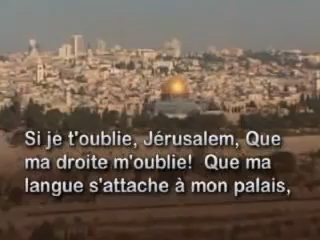 Si je t'oublie, Jérusalem, Que
ma droite m'oublie!  Que ma
langue s'attache à mon palais,